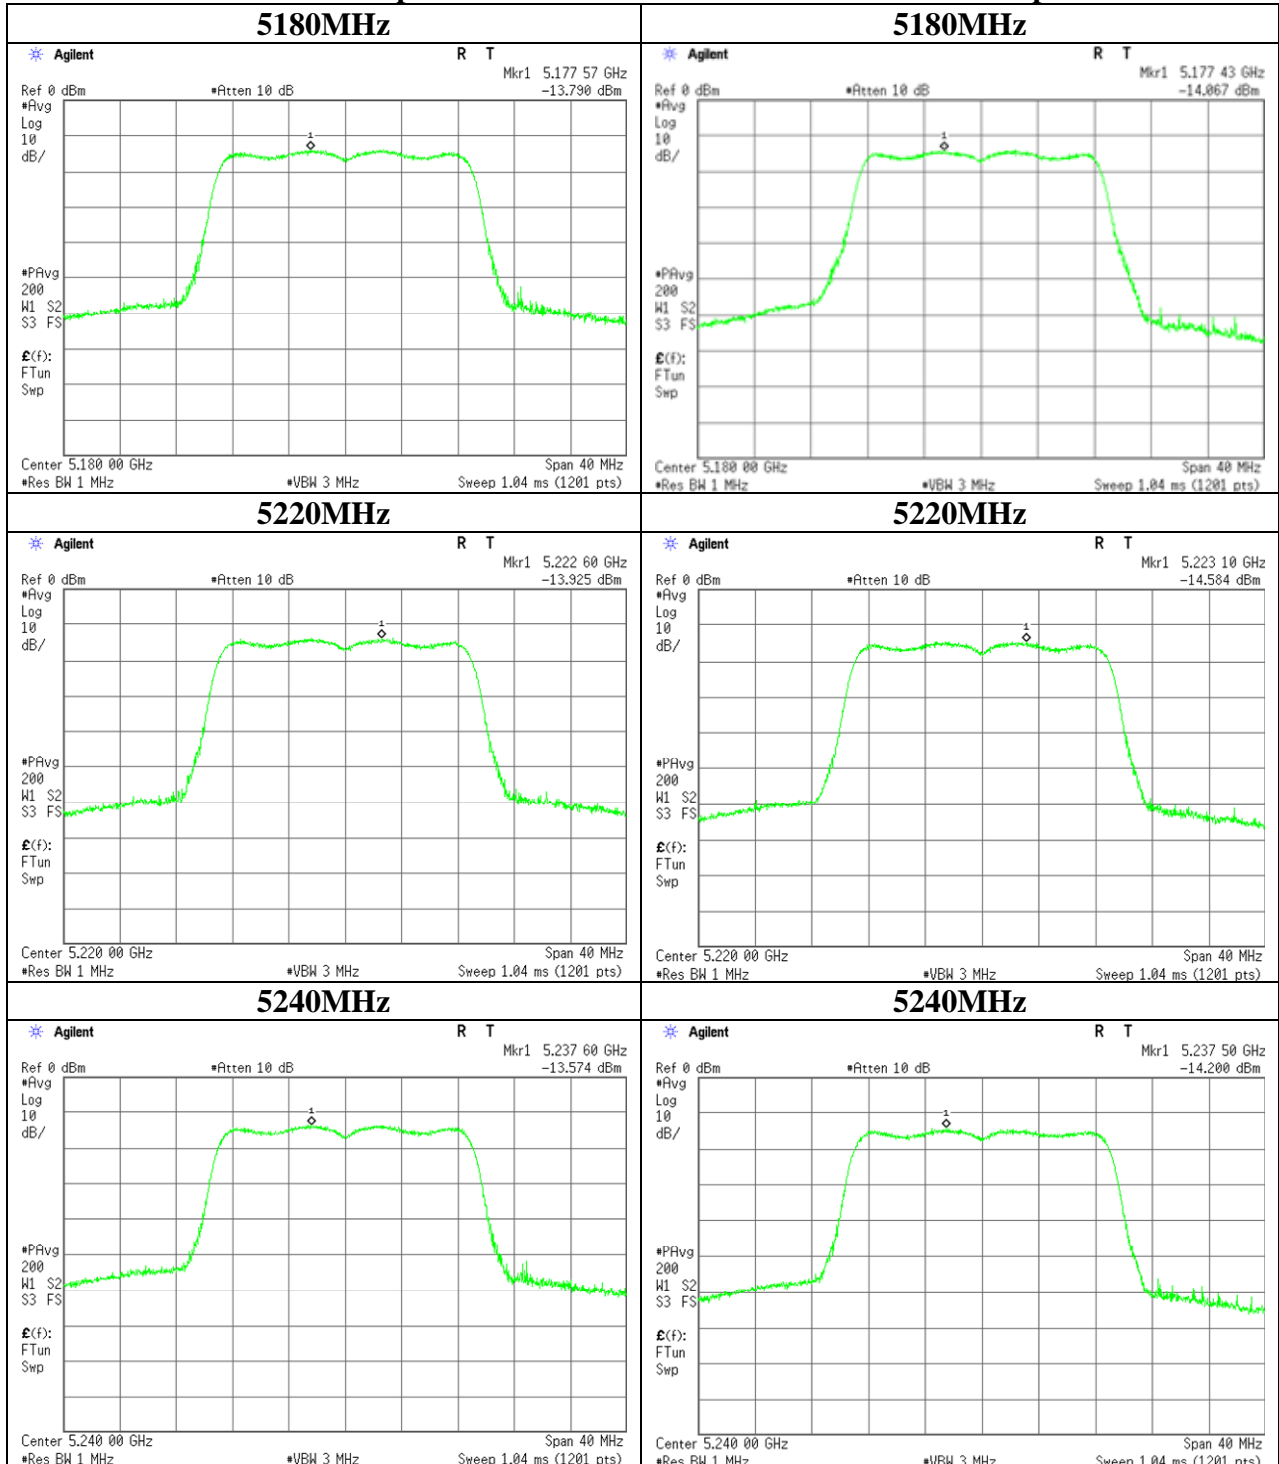 5180MHz
5180MHz
Agilent R T
Mkr1 5.177 57 GHz
Ref 0 dBm #Atten 10 dB -13.790 dBm
#Avg
Log
10
dB/
1
#PAvg
200
W1 S2
S3 FS
£(f):
FTun
Swp
Center 5.180 00 GHz Span 40 MHz
#Res BW 1 MHz #VBW 3 MHz Sweep 1.04 ms (1201 pts)
Agilent R T
Mkr1 5.177 43 GHz
Ref 0 dBm #Atten 10 dB -14.067 dBm
#Avg
Log
10
dB/
1
#PAvg
200
W1 S2
S3 FS
£(f):
FTun
Swp
Center 5.180 00 GHz Span 40 MHz
#Res BW 1 MHz #VBW 3 MHz Sweep 1.04 ms (1201 pts)
5220MHz
5220MHz
Agilent R T
Mkr1 5.222 60 GHz
Ref 0 dBm #Atten 10 dB -13.925 dBm
#Avg
Log
10
dB/
1
#PAvg
200
W1 S2
S3 FS
£(f):
FTun
Swp
Center 5.220 00 GHz Span 40 MHz
#Res BW 1 MHz #VBW 3 MHz Sweep 1.04 ms (1201 pts)
Agilent R T
Mkr1 5.223 10 GHz
Ref 0 dBm #Atten 10 dB -14.584 dBm
#Avg
Log
10
dB/
1
#PAvg
200
W1 S2
S3 FS
£(f):
FTun
Swp
Center 5.220 00 GHz Span 40 MHz
#Res BW 1 MHz #VBW 3 MHz Sweep 1.04 ms (1201 pts)
5240MHz
5240MHz
Agilent R T
Mkr1 5.237 60 GHz
Ref 0 dBm #Atten 10 dB -13.574 dBm
#Avg
Log
10
dB/
1
#PAvg
200
W1 S2
S3 FS
£(f):
FTun
Swp
Center 5.240 00 GHz Span 40 MHz
#Res BW 1 MHz #VBW 3 MHz Sweep 1.04 ms (1201 pts)
Agilent R T
Mkr1 5.237 50 GHz
Ref 0 dBm #Atten 10 dB -14.200 dBm
#Avg
Log
10
dB/
1
#PAvg
200
W1 S2
S3 FS
£(f):
FTun
Swp
Center 5.240 00 GHz Span 40 MHz
#Res BW 1 MHz #VBW 3 MHz Sweep 1.04 ms (1201 pts)